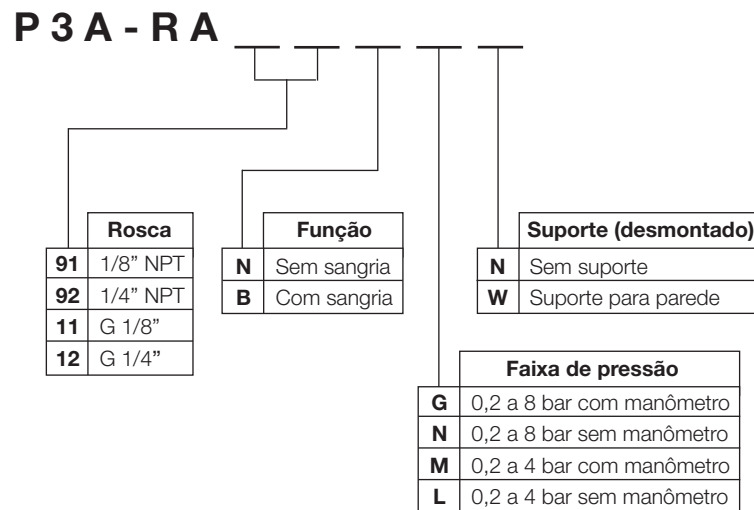 P3A-RA
Rosca
91 1/8” NPT
92 1/4” NPT
11 G 1/8”
12 G 1/4”
Função
N Sem sangria
B Com sangria
Suporte (desmontado)
N Sem suporte
W Suporte para parede
Faixa de pressão
G 0,2 a 8 bar com manômetro
N 0,2 a 8 bar sem manômetro
M 0,2 a 4 bar com manômetro
L 0,2 a 4 bar sem manômetro